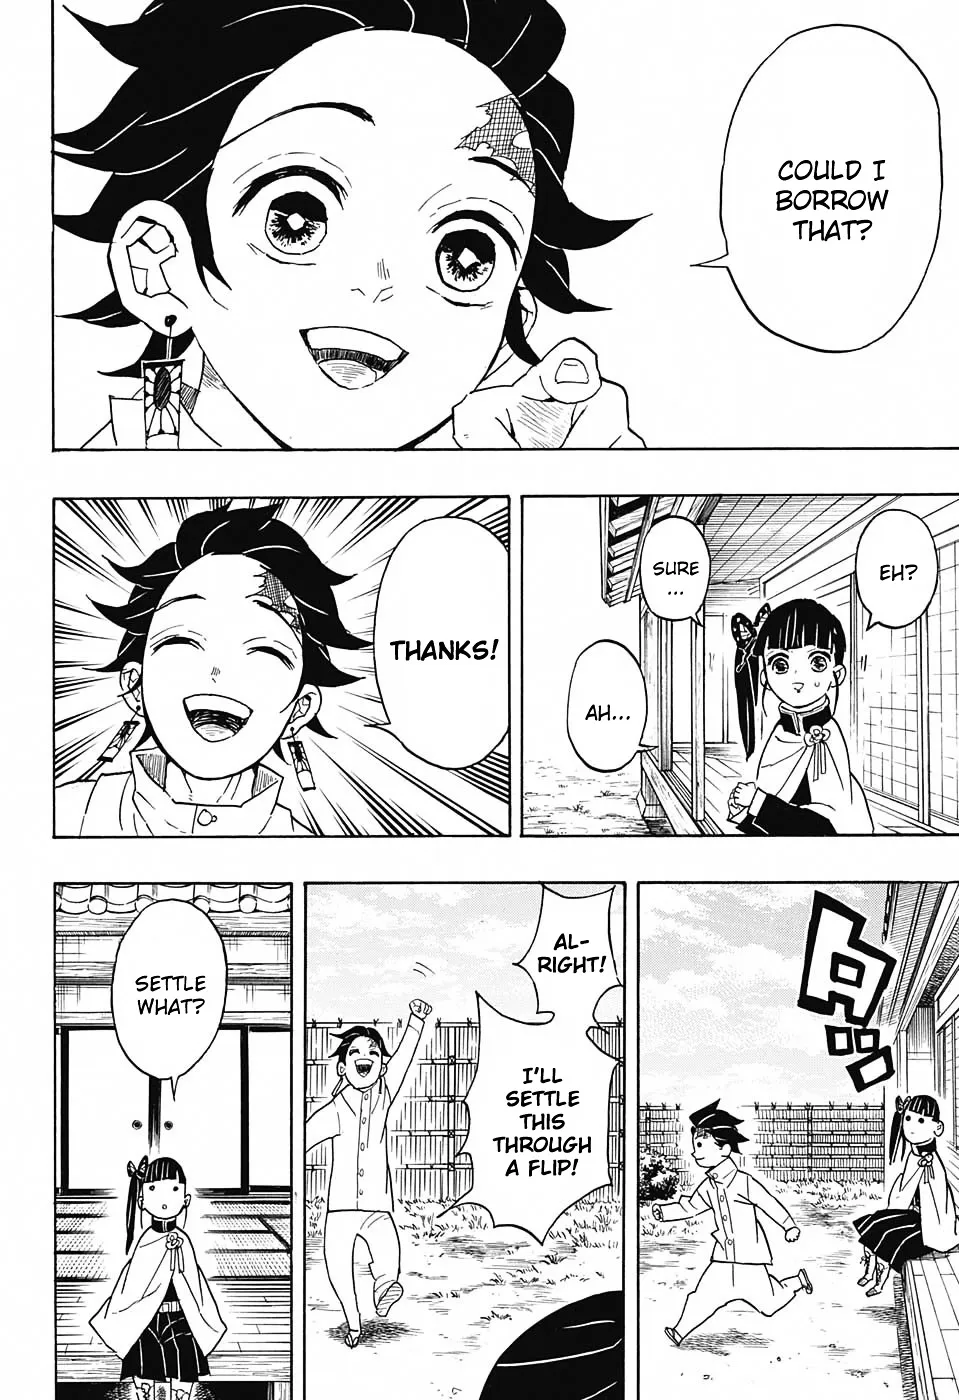 COULD I
BORROW
THAT?
EH?
SURE
...
AH...
THANKS!
AL-
RIGHT!
I'LL
SETTLE
THIS
THROUGH
A FLIP!
SETTLE
WHAT?